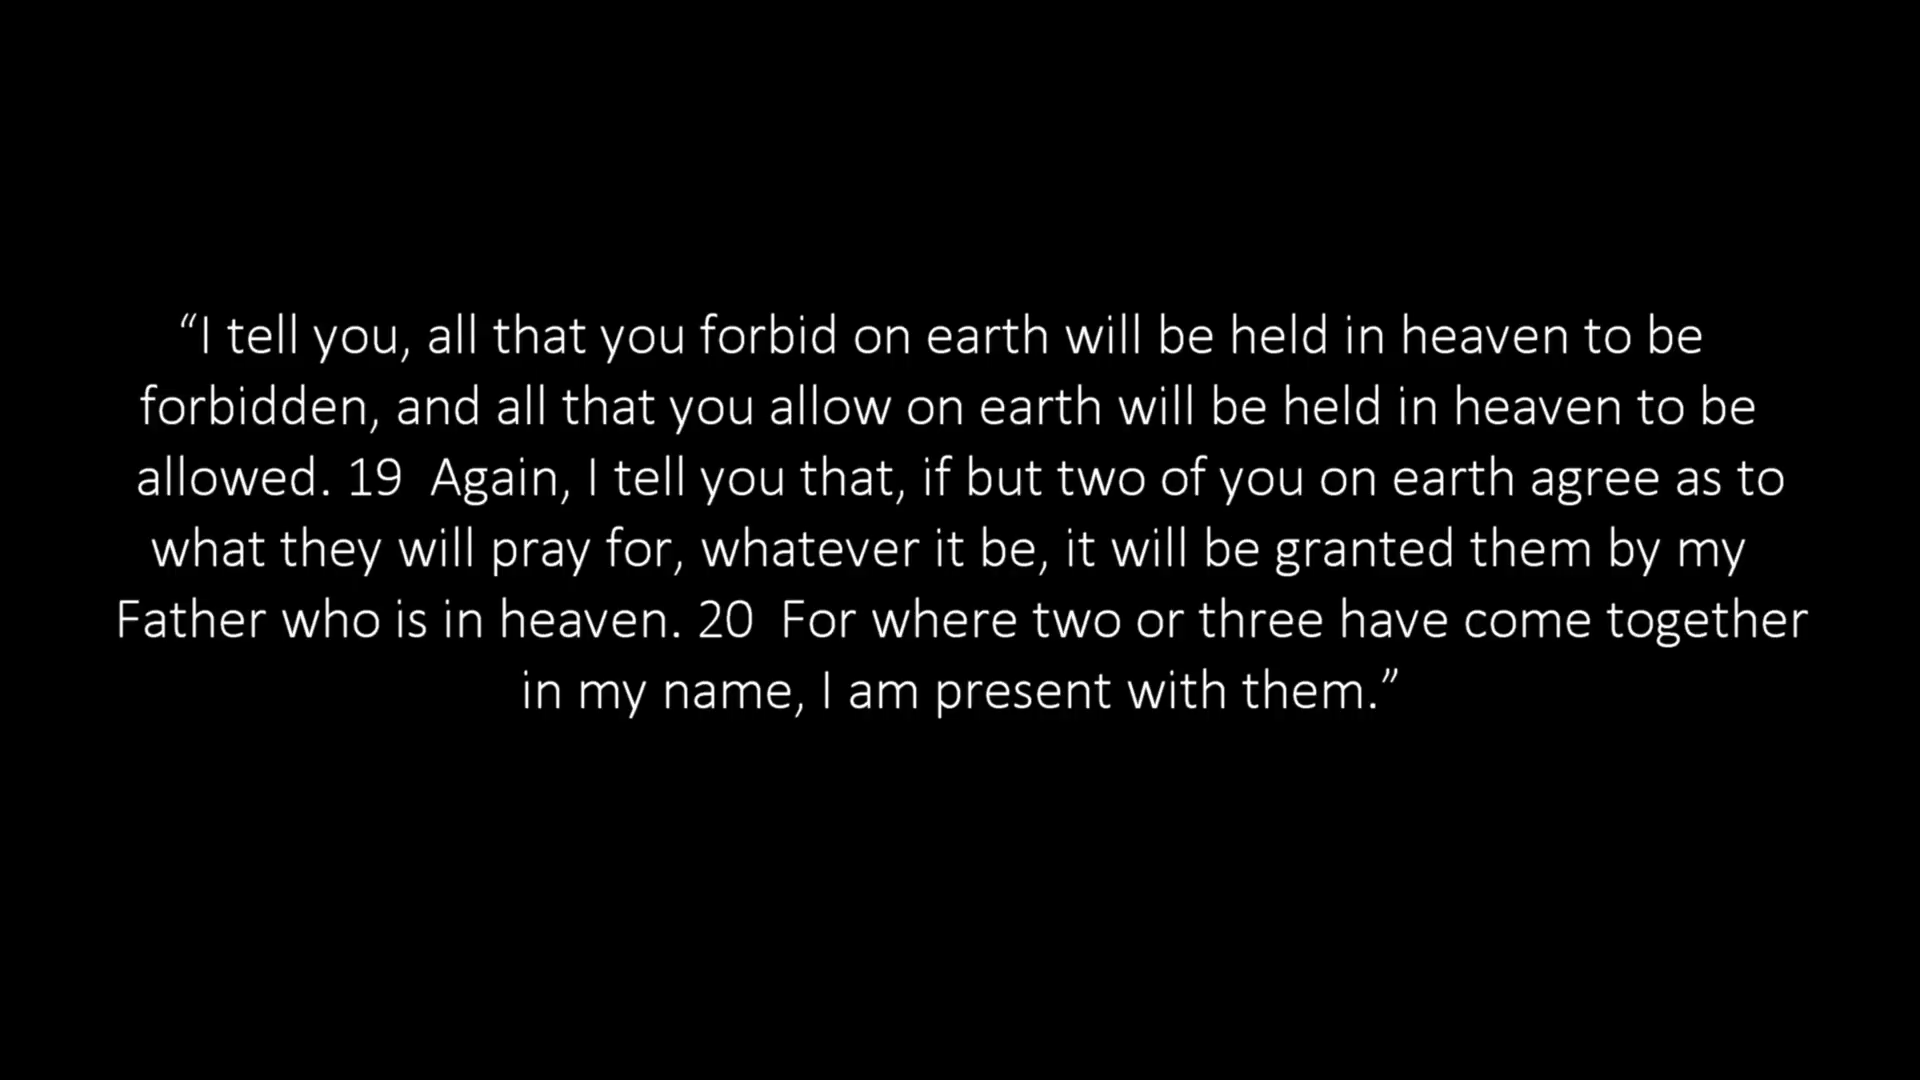 “I tell you, all that you forbid on earth will be held in heaven to be
forbidden, and all that you allow on earth will be held in heaven to be
allowed. 19  Again, I tell you that, if but two of you on earth agree as to
what they will pray for, whatever it be, it will be granted them by my
Father who is in heaven. 20  For where two or three have come together
in my name, I am present with them.”